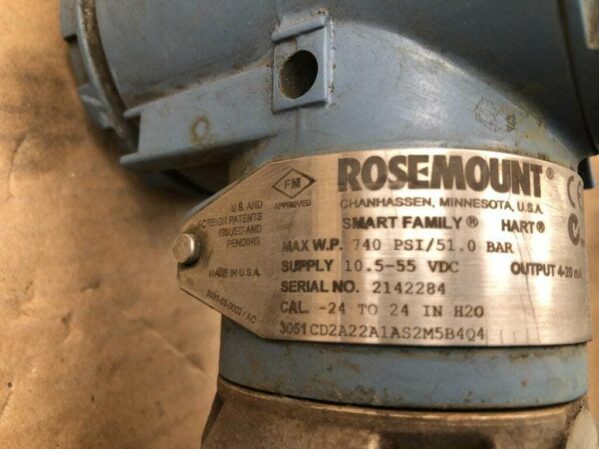 ROSEMOUNT®
FM
APPROVED
CHANHASSEN, MINNESOTA, U.S.A.
U.S. AND
FOREIGN PATENTS
ISSUED AND
PENDING.
SMART FAMILY® HART®
MAX W.P. 740 PSI/51.0 BAR
SUPPLY 10.5-55 VDC OUTPUT 4-20 mA
MADE IN U.S.A.
SERIAL NO. 2142284
CAL. -24 TO 24 IN H2O
3051CD2A22A1AS2M5B4Q4